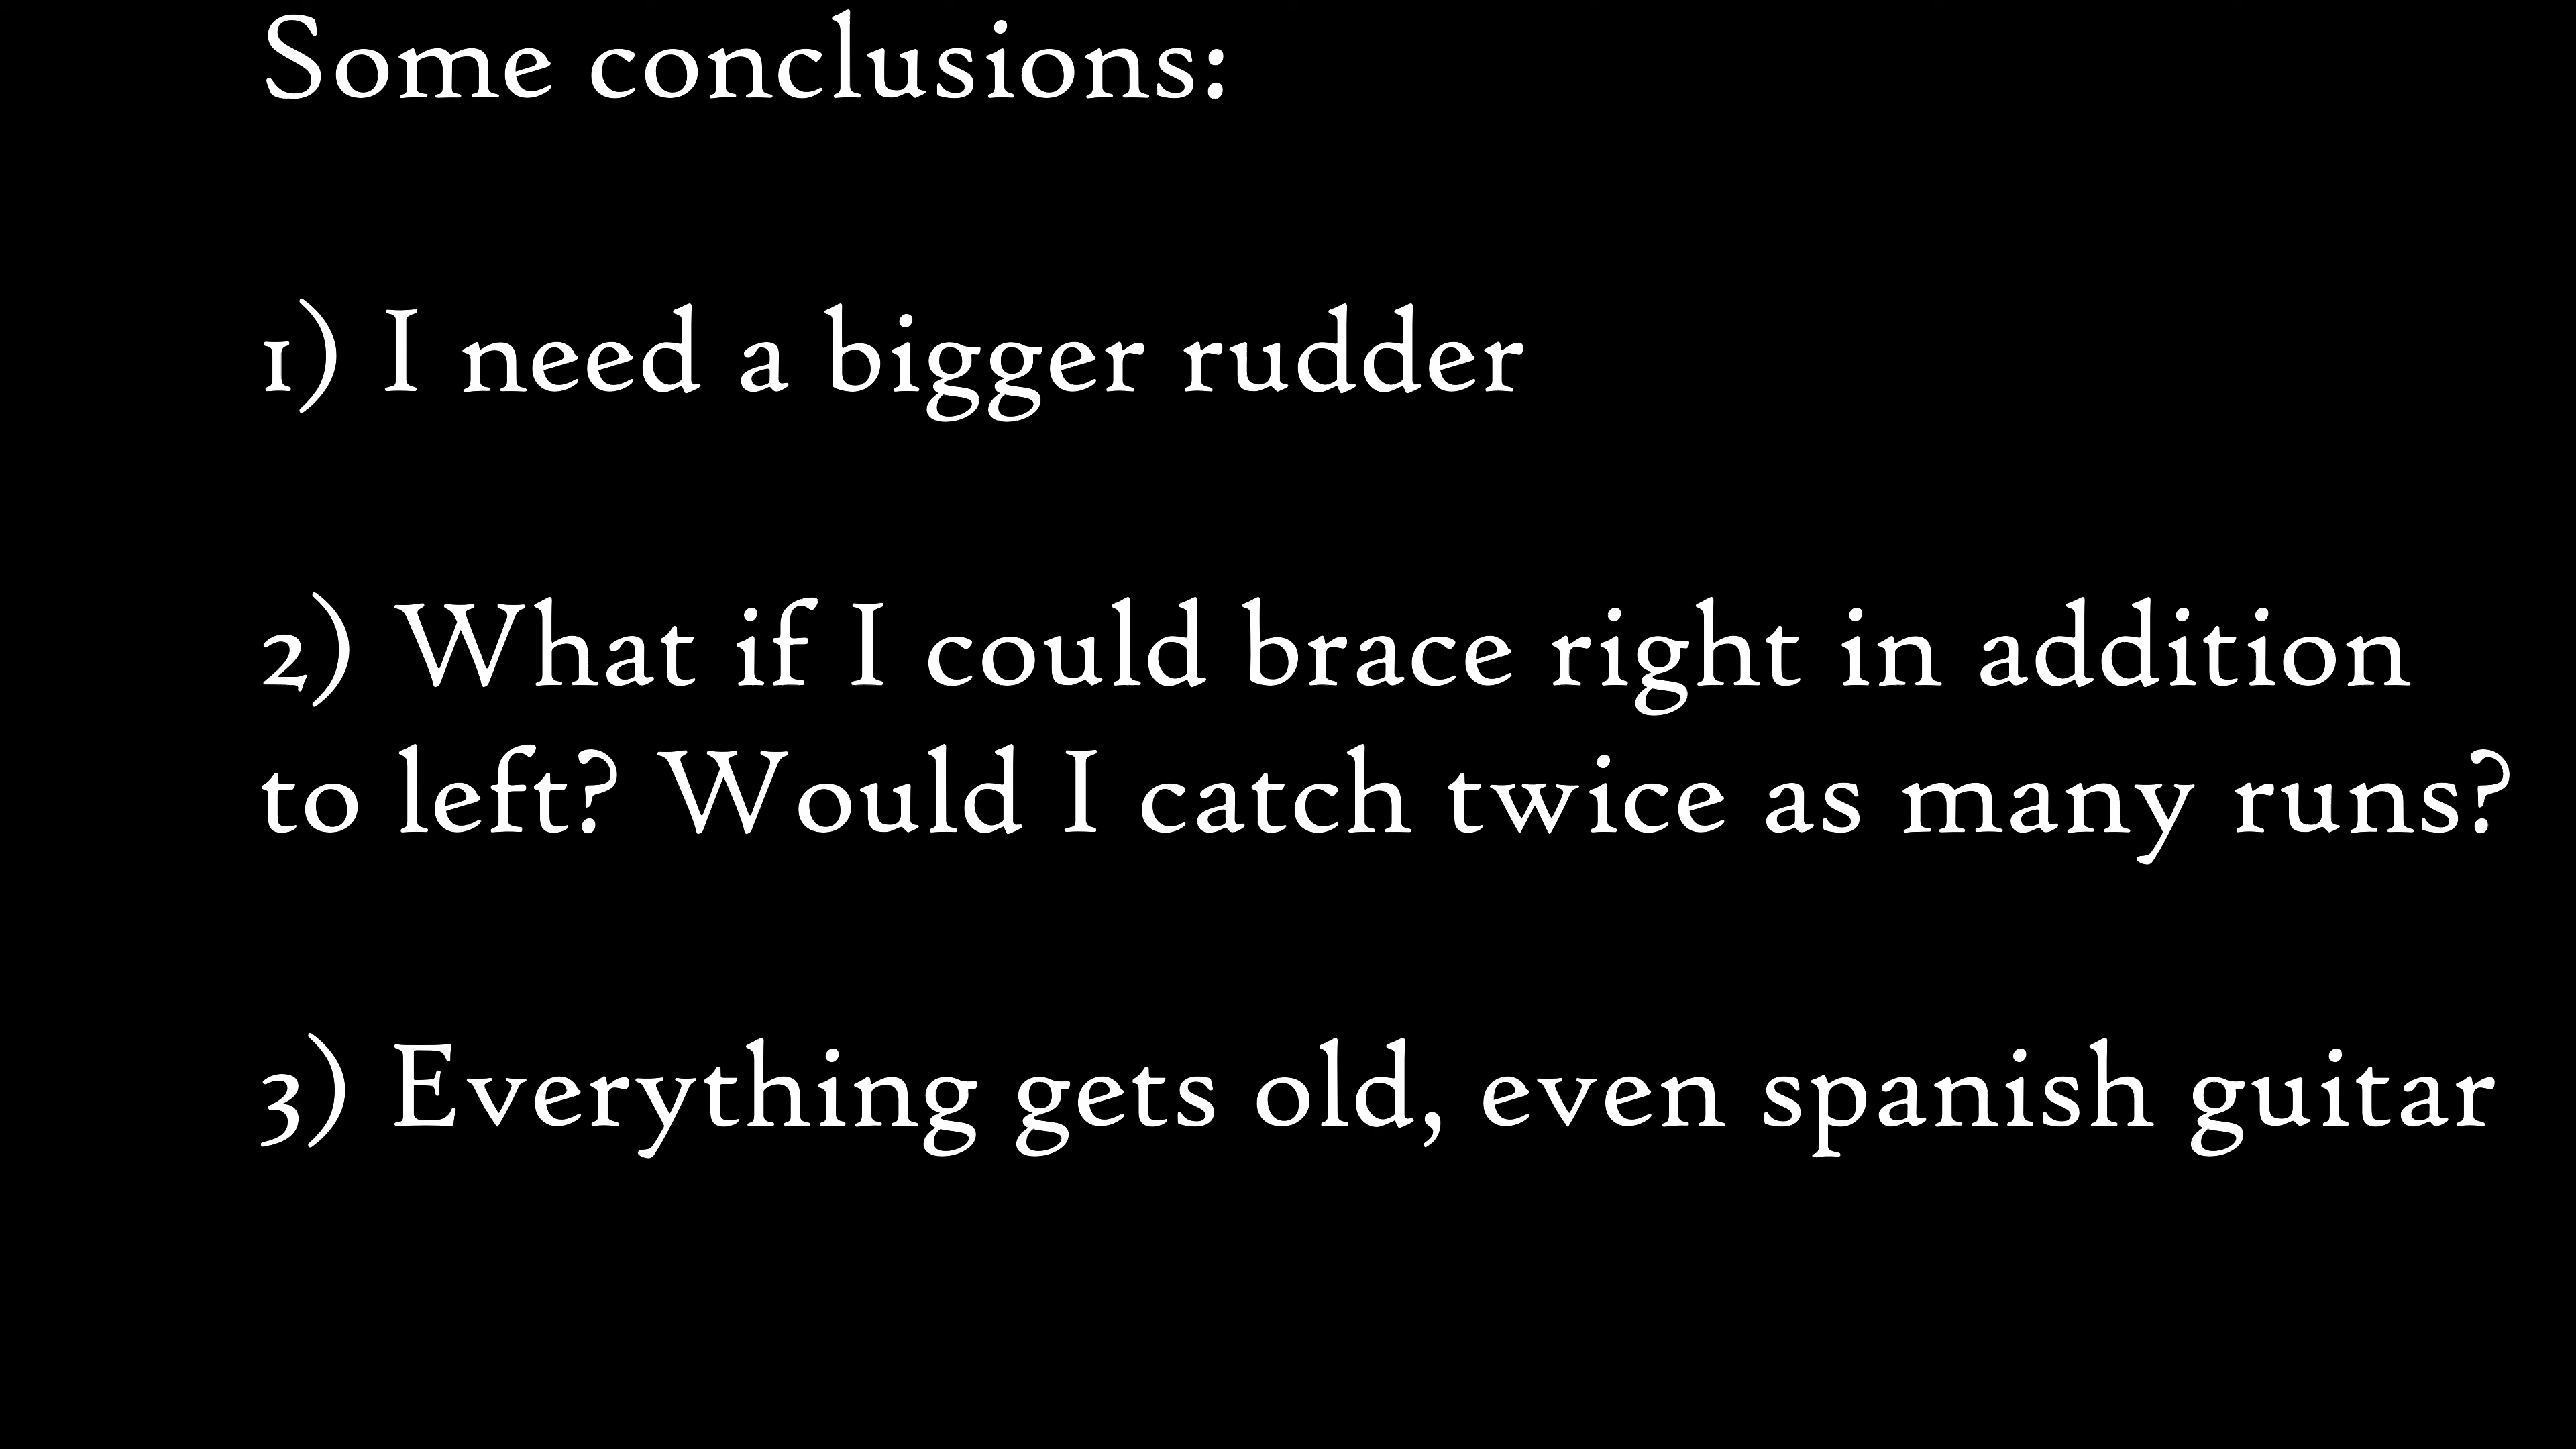 Some conclusions:
1) I need a bigger rudder
2) What if I could brace right in addition
to left? Would I catch twice as many runs?
3) Everything gets old, even spanish guitar